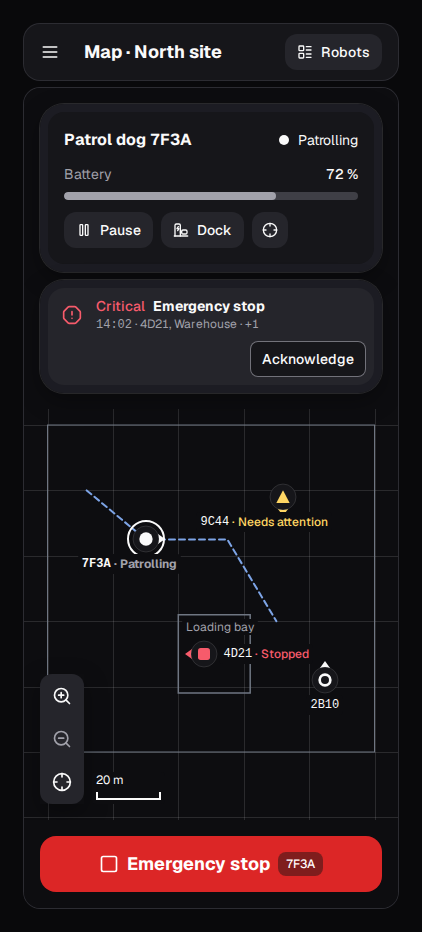 Map · North site
Robots
Patrol dog 7F3A
Patrolling
Battery
72 %
Pause
Dock
Critical Emergency stop
14:02 · 4D21, Warehouse · +1
Acknowledge
9C44 · Needs attention
7F3A · Patrolling
Loading bay
4D21 · Stopped
2B10
20 m
Emergency stop 7F3A